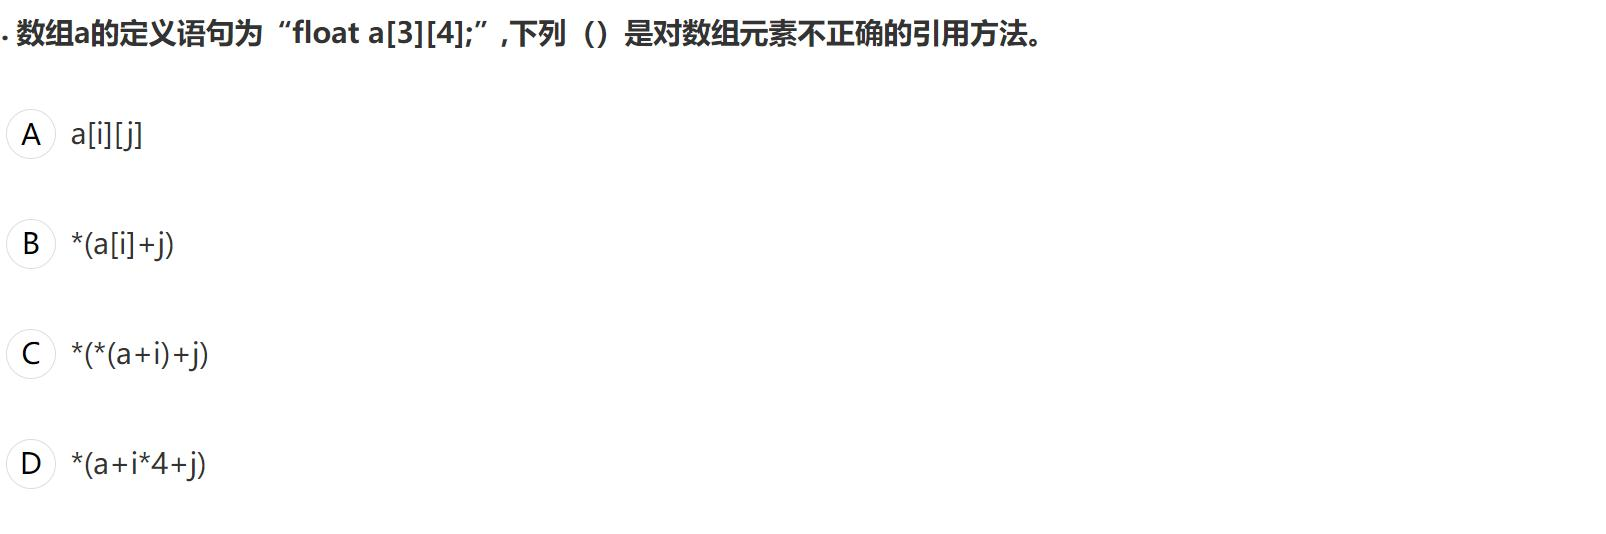 . 数组a的定义语句为“float a[3][4];”,下列（）是对数组元素不正确的引用方法。
A a[i][j]
B *(a[i]+j)
C *(*(a+i)+j)
D *(a+i*4+j)